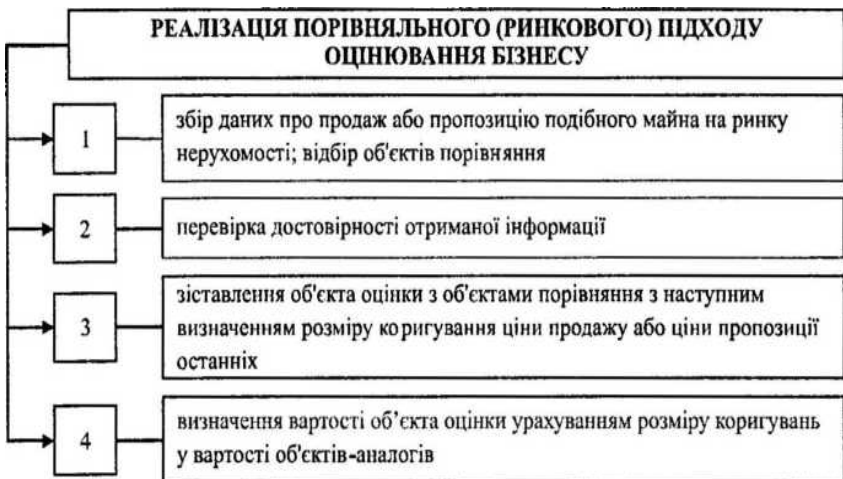 РЕАЛІЗАЦІЯ ПОРІВНЯЛЬНОГО (РИНКОВОГО) ПІДХОДУ
ОЦІНЮВАННЯ БІЗНЕСУ
1
збір даних про продаж або пропозицію подібного майна на ринку
нерухомості; відбір об'єктів порівняння
2
перевірка достовірності отриманої інформації
3
зіставлення об'єкта оцінки з об'єктами порівняння з наступним
визначенням розміру коригування ціни продажу або ціни пропозиції
останніх
4
визначення вартості об’єкта оцінки урахуванням розміру коригувань
у вартості об'єктів-аналогів